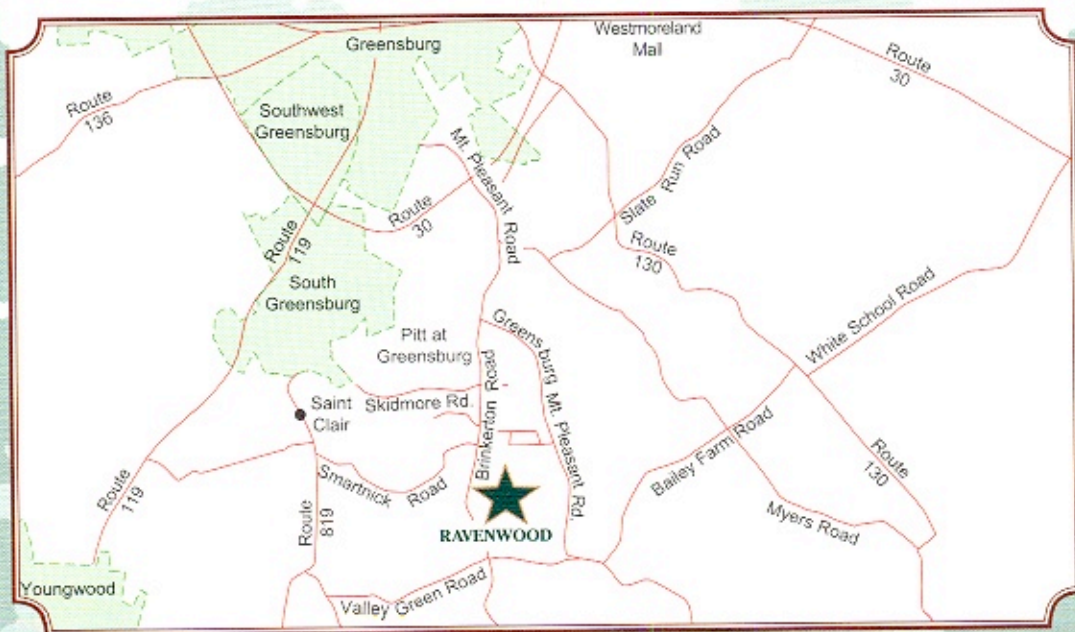 Greensburg
Westmoreland
Mall
Route
30
Route
136
Southwest
Greensburg
Mt. Pleasant Road
Slate Run Road
Route
30
Route
119
Route
130
South
Greensburg
White School Road
Pitt at
Greensburg
Greensburg Mt. Pleasant Rd.
Brinkerton Road
Skidmore Rd.
Saint
Clair
Bailey Farm Road
Route
130
Smartnick Road
Route
119
Route
819
Myers Road
RAVENWOOD
Youngwood
Valley Green Road